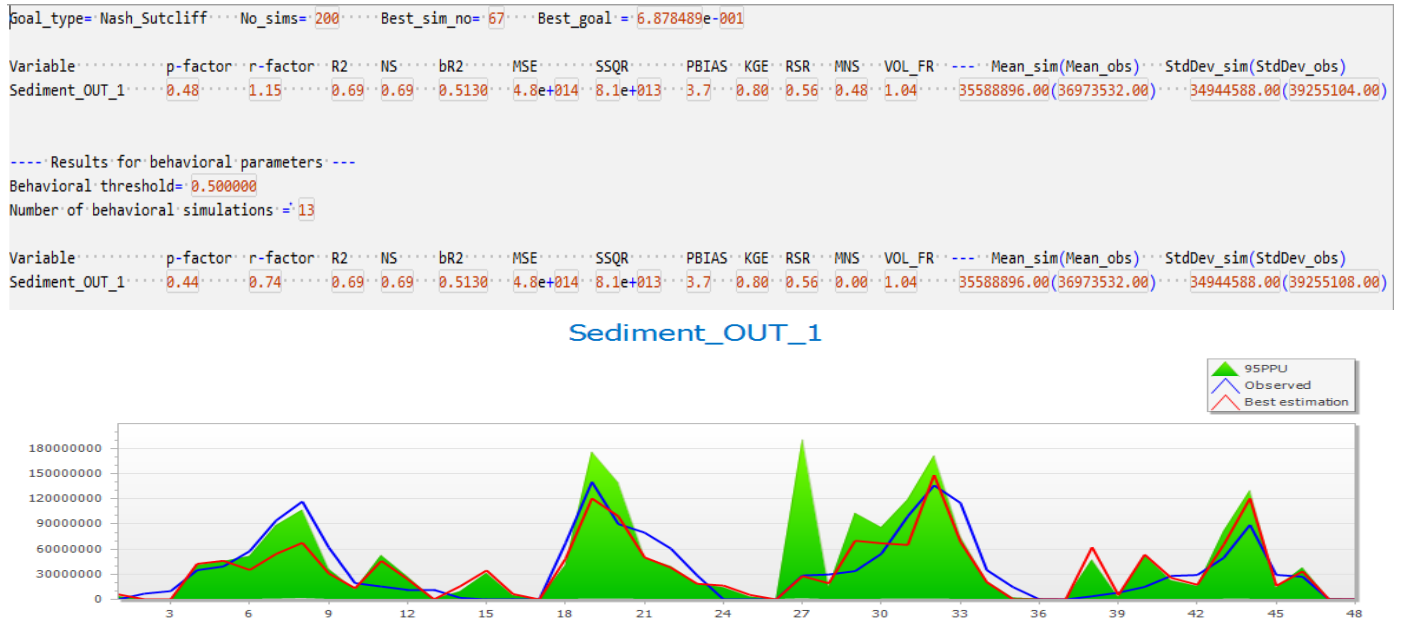 Goal_type= Nash_Sutcliff No_sims= 200 Best_sim_no= 67 Best_goal = 6.878489e-001
Variable p-factor r-factor R2 NS bR2 MSE SSQR PBIAS KGE RSR MNS VOL_FR --- Mean_sim(Mean_obs) StdDev_sim(StdDev_obs)
Sediment_OUT_1 0.48 1.15 0.69 0.69 0.5130 4.8e+014 8.1e+013 3.7 0.80 0.56 0.48 1.04 35588896.00(36973532.00) 34944588.00(39255104.00)
---- Results for behavioral parameters ---
Behavioral threshold= 0.500000
Number of behavioral simulations = 13
Variable p-factor r-factor R2 NS bR2 MSE SSQR PBIAS KGE RSR MNS VOL_FR --- Mean_sim(Mean_obs) StdDev_sim(StdDev_obs)
Sediment_OUT_1 0.44 0.74 0.69 0.69 0.5130 4.8e+014 8.1e+013 3.7 0.80 0.56 0.00 1.04 35588896.00(36973532.00) 34944588.00(39255108.00)
Sediment_OUT_1
95PPU
Observed
Best estimation
180000000
150000000
120000000
90000000
60000000
30000000
0
3 6 9 12 15 18 21 24 27 30 33 36 39 42 45 48